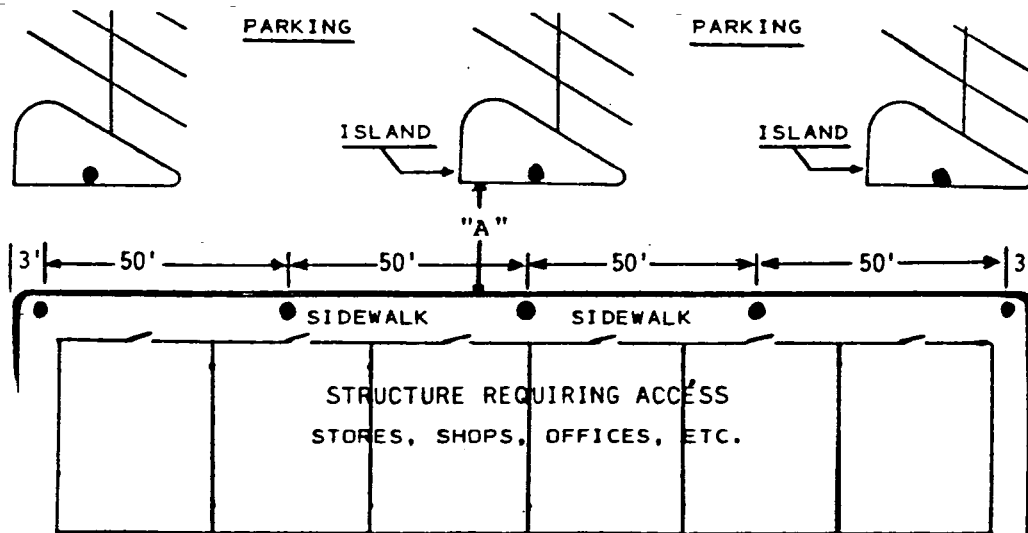 PARKING
PARKING
ISLAND
ISLAND
"A"
3' 50' 50' 50' 50' 3
SIDEWALK SIDEWALK
STRUCTURE REQUIRING ACCESS
STORES, SHOPS, OFFICES, ETC.